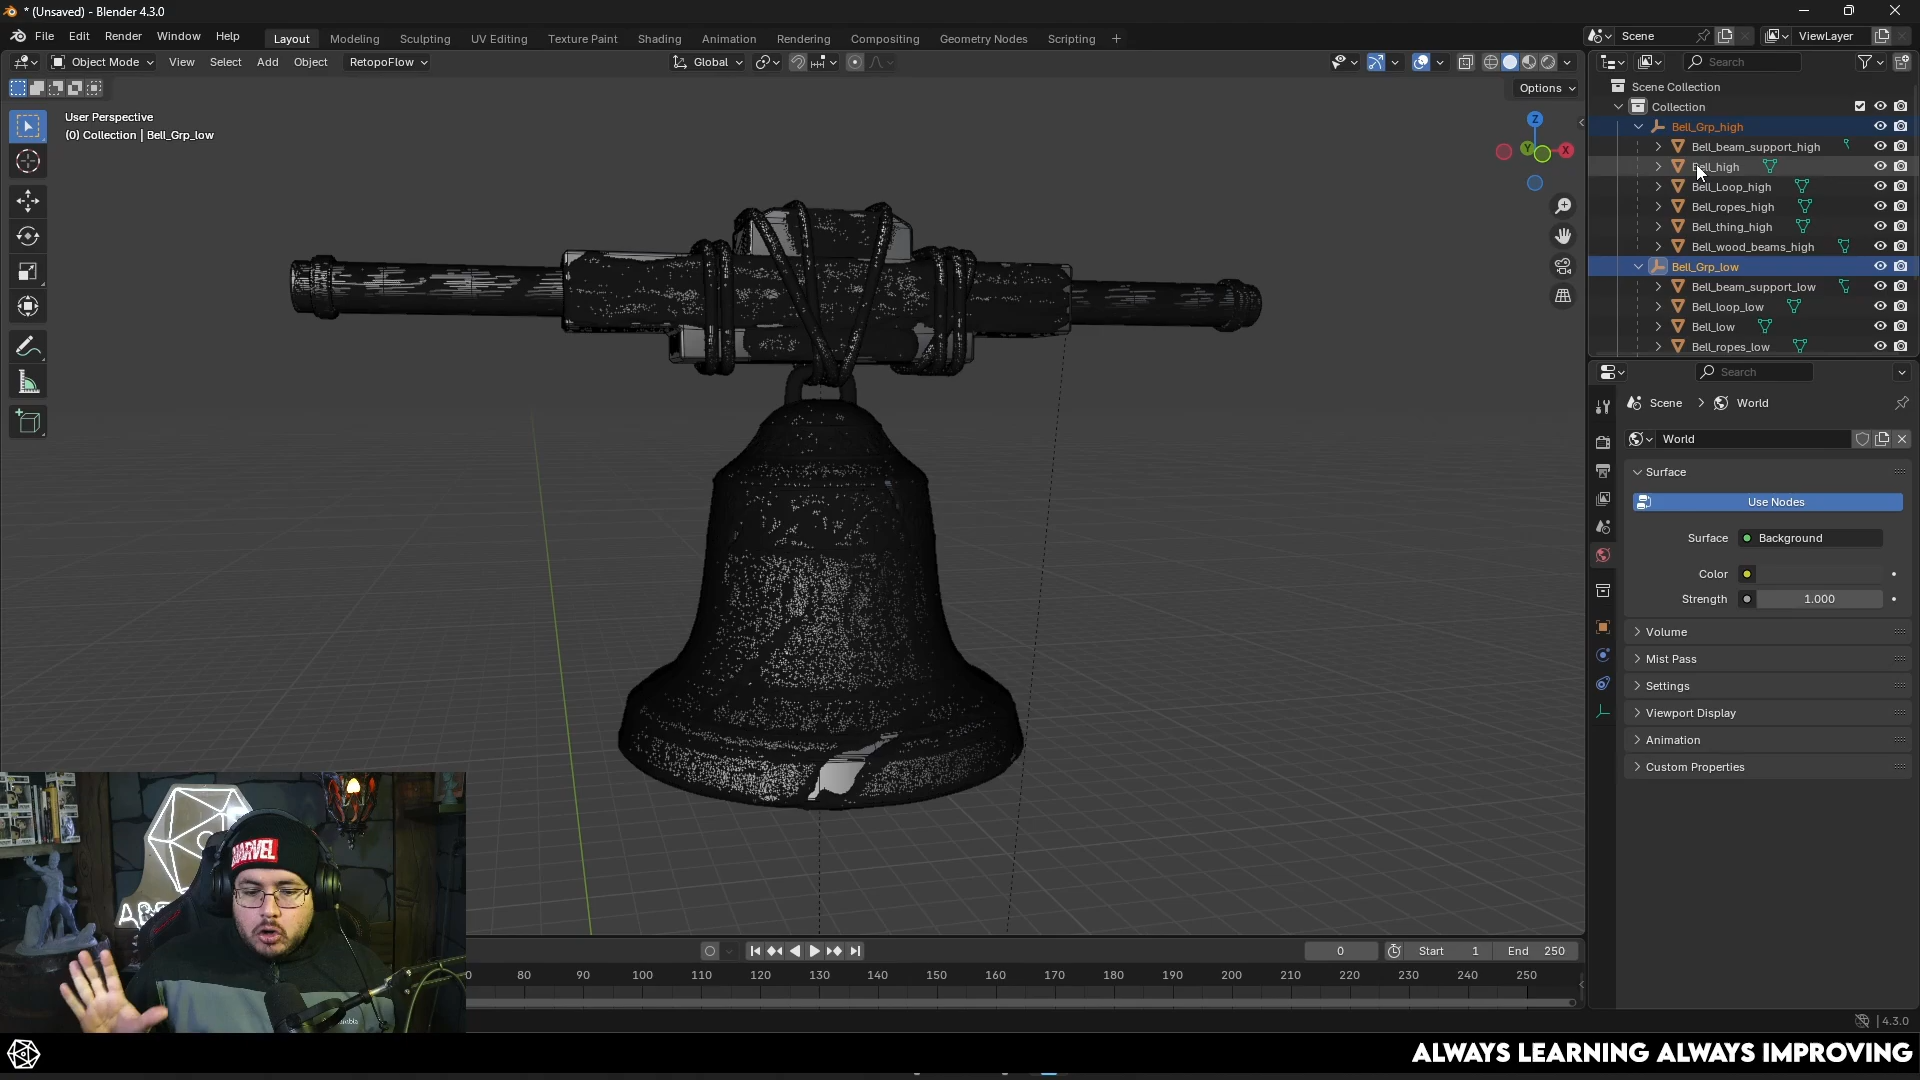 * (Unsaved) - Blender 4.3.0
File Edit Render Window Help
Layout Modeling Sculpting UV Editing Texture Paint Shading Animation Rendering Compositing Geometry Nodes Scripting +
Scene ViewLayer
Object Mode View Select Add Object RetopoFlow Global
Search
Options
User Perspective
(0) Collection | Bell_Grp_low
Z
Y
X
Scene Collection
Collection
Bell_Grp_high
Bell_beam_support_high
Bell_high
Bell_Loop_high
Bell_ropes_high
Bell_thing_high
Bell_wood_beams_high
Bell_Grp_low
Bell_beam_support_low
Bell_loop_low
Bell_low
Bell_ropes_low
Search
Scene > World
World
Surface
Use Nodes
Surface Background
Color
Strength 1.000
Volume
Mist Pass
Settings
Viewport Display
Animation
Custom Properties
MARVEL
0 Start 1 End 250
0 80 90 100 110 120 130 140 150 160 170 180 190 200 210 220 230 240 250
4.3.0
ALWAYS LEARNING ALWAYS IMPROVING